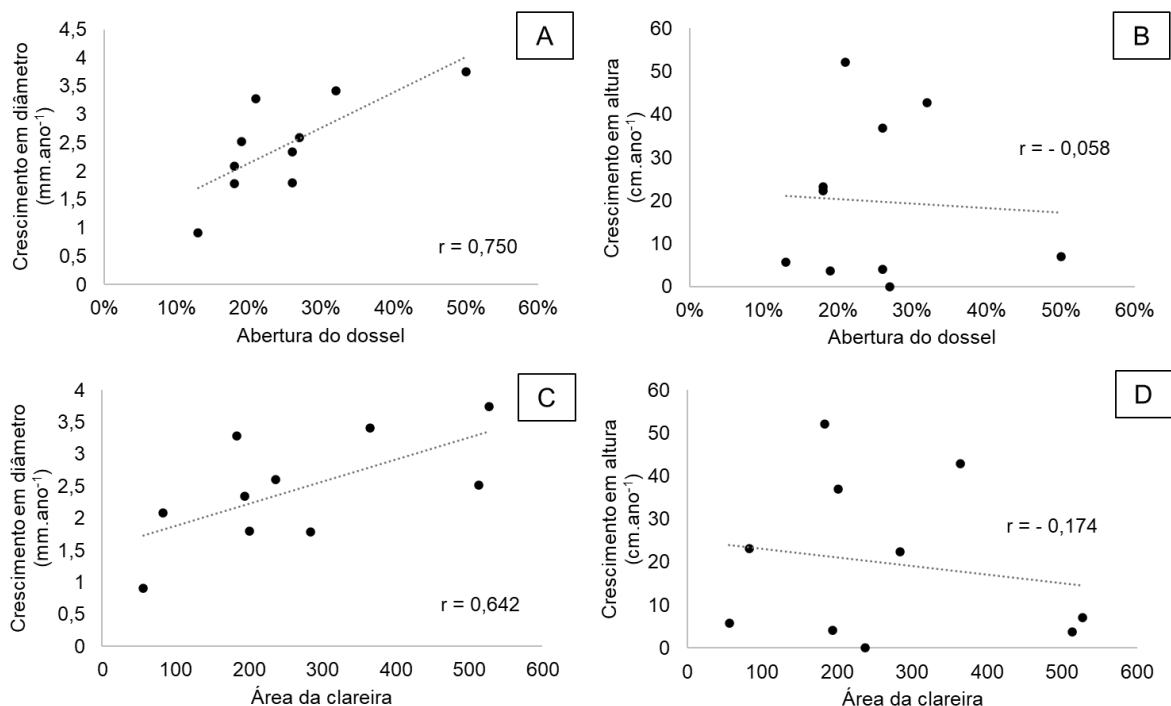 A
Crescimento em diâmetro
(mm.ano⁻¹)
4,5
4
3,5
3
2,5
2
1,5
1
0,5
0
r = 0,750
0% 10% 20% 30% 40% 50% 60%
Abertura do dossel
B
Crescimento em altura
(cm.ano⁻¹)
60
50
40
30
20
10
0
r = - 0,058
0% 10% 20% 30% 40% 50% 60%
Abertura do dossel
C
Crescimento em diâmetro
(mm.ano⁻¹)
4
3,5
3
2,5
2
1,5
1
0,5
0
r = 0,642
0 100 200 300 400 500 600
Área da clareira
D
Crescimento em altura
(cm.ano⁻¹)
60
50
40
30
20
10
0
r = - 0,174
0 100 200 300 400 500 600
Área da clareira